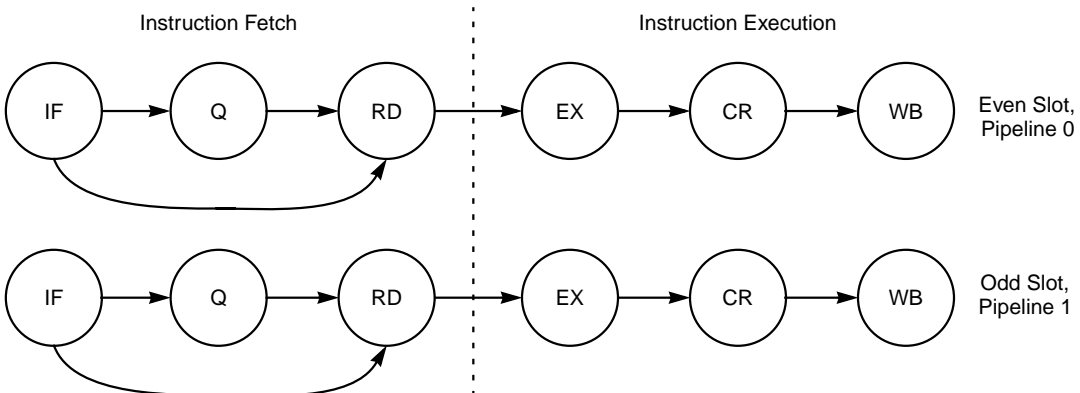 Instruction Fetch
Instruction Execution
IF
Q
RD
EX
CR
WB
Even Slot,
Pipeline 0
IF
Q
RD
EX
CR
WB
Odd Slot,
Pipeline 1